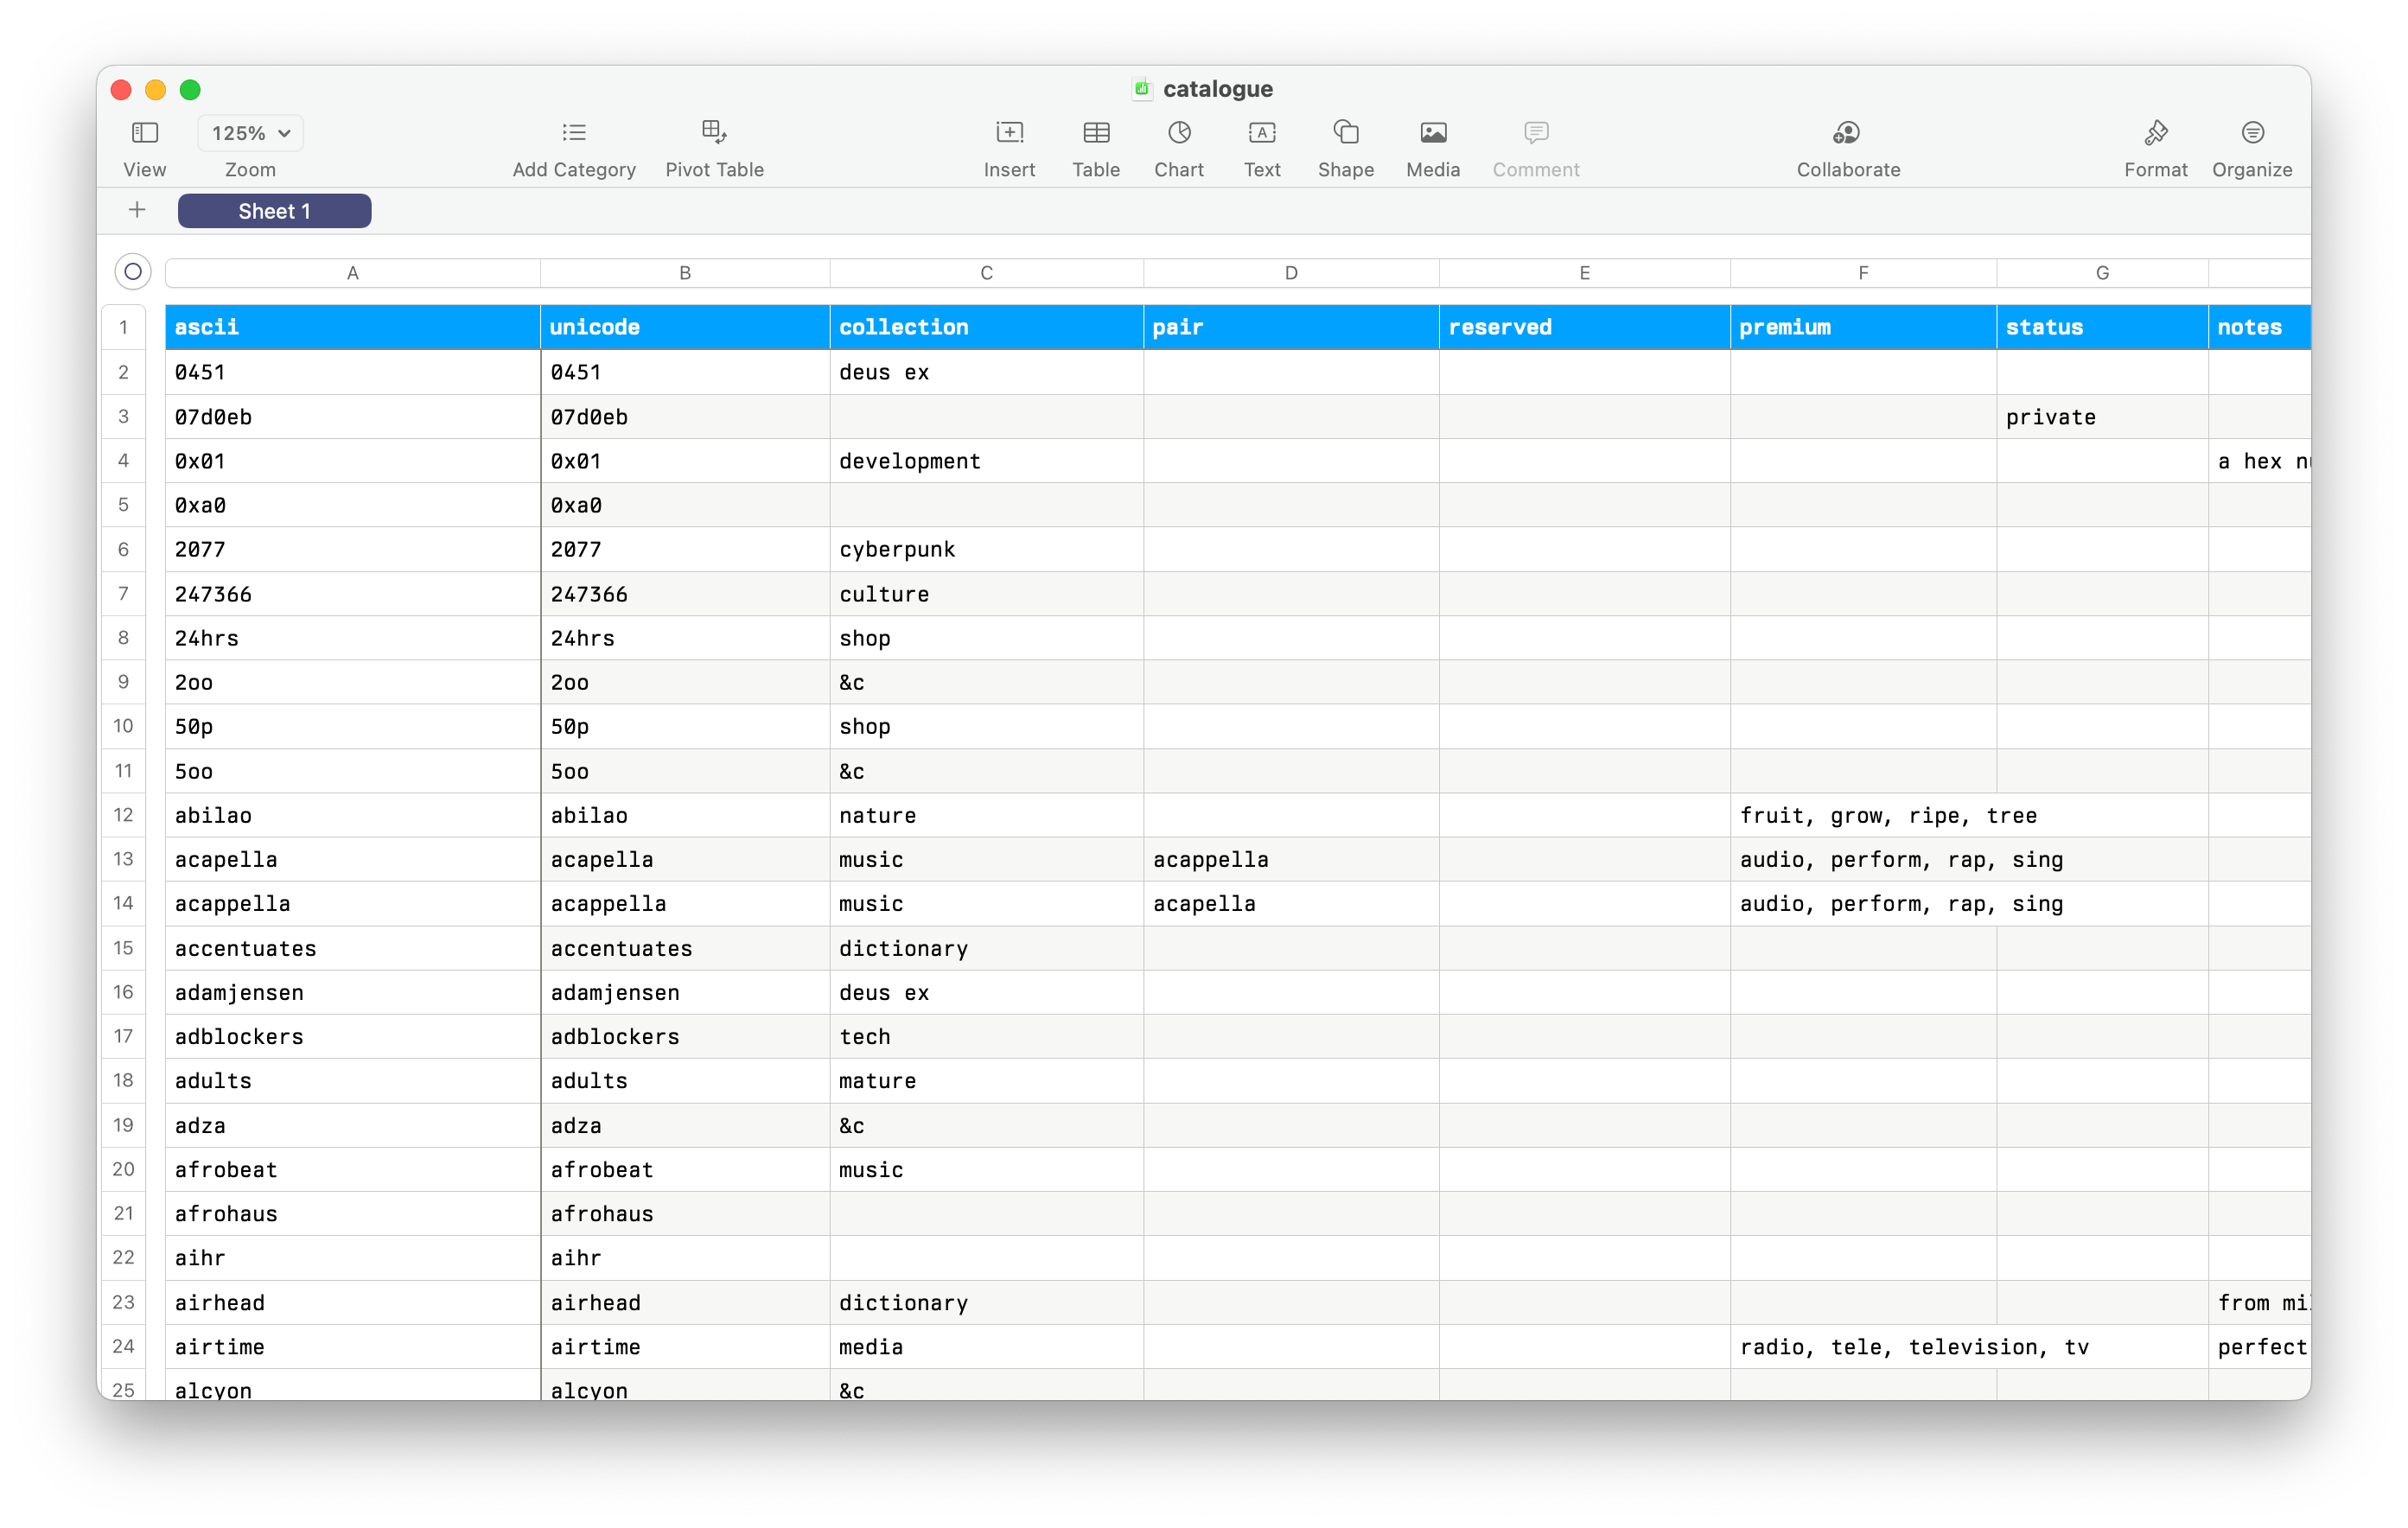 catalogue
125%
View Zoom Add Category Pivot Table Insert Table Chart Text Shape Media Comment Collaborate Format Organize
Sheet 1
A B C D E F G
1 ascii unicode collection pair reserved premium status notes
2 0451 0451 deus ex
3 07d0eb 07d0eb private
4 0x01 0x01 development a hex
5 0xa0 0xa0
6 2077 2077 cyberpunk
7 247366 247366 culture
8 24hrs 24hrs shop
9 2oo 2oo &c
10 50p 50p shop
11 5oo 5oo &c
12 abilao abilao nature fruit, grow, ripe, tree
13 acapella acapella music acappella audio, perform, rap, sing
14 acappella acappella music acapella audio, perform, rap, sing
15 accentuates accentuates dictionary
16 adamjensen adamjensen deus ex
17 adblockers adblockers tech
18 adults adults mature
19 adza adza &c
20 afrobeat afrobeat music
21 afrohaus afrohaus
22 aihr aihr
23 airhead airhead dictionary from
24 airtime airtime media radio, tele, television, tv perfect
25 alcyon alcyon &c